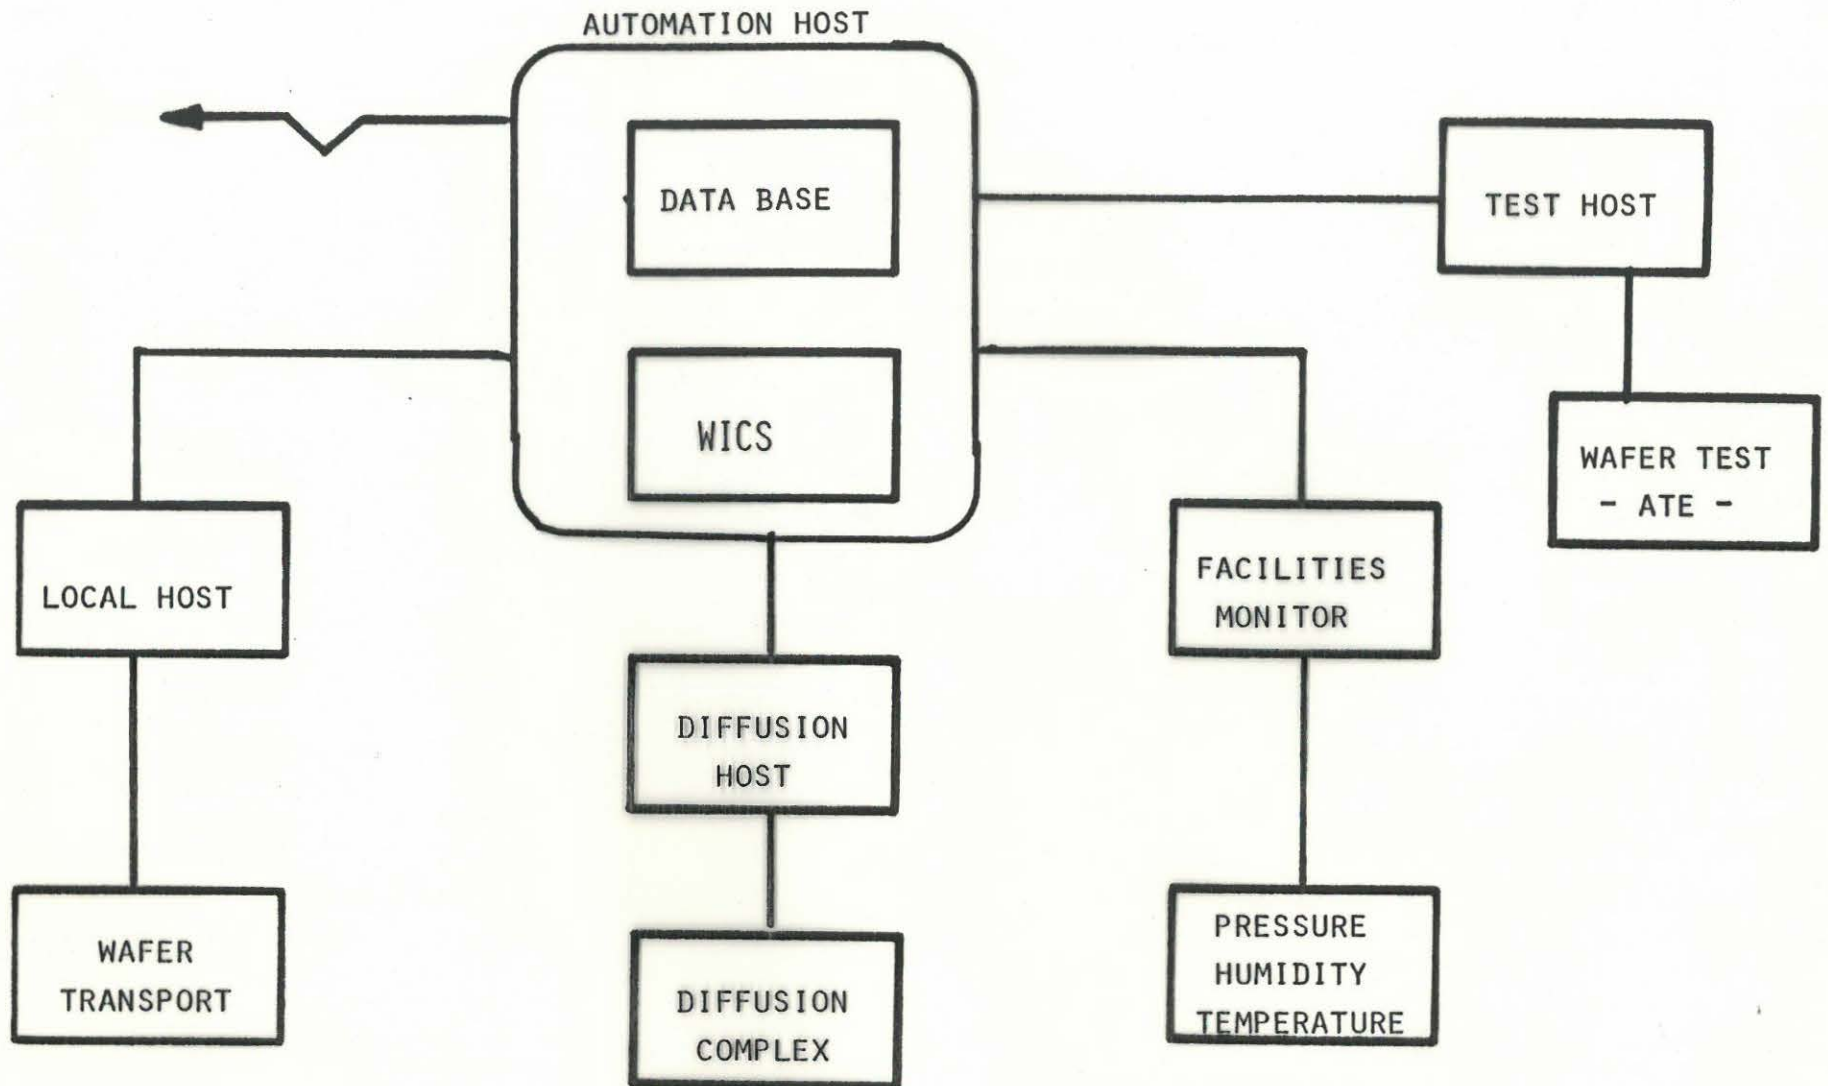 AUTOMATION HOST
DATA BASE
TEST HOST
WICS
WAFER TEST
- ATE -
LOCAL HOST
FACILITIES
MONITOR
DIFFUSION
HOST
WAFER
TRANSPORT
PRESSURE
HUMIDITY
TEMPERATURE
DIFFUSION
COMPLEX